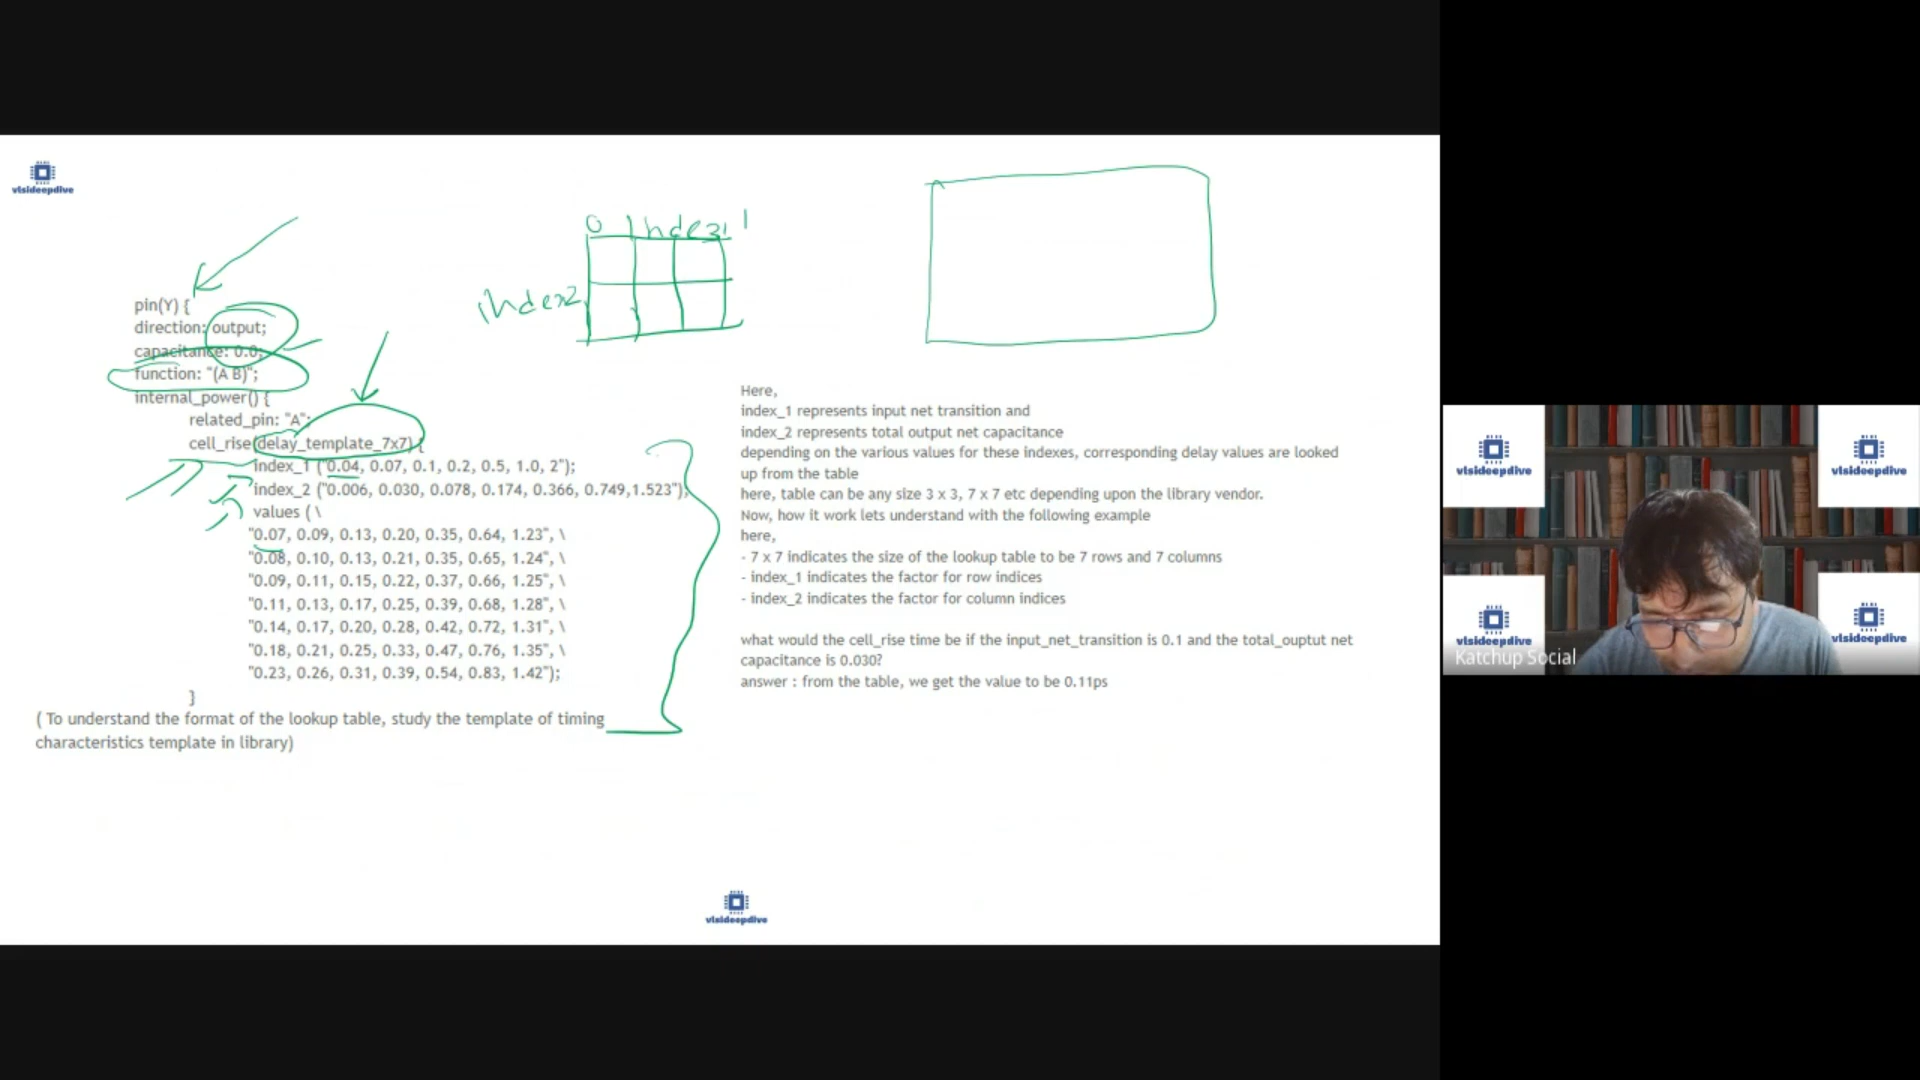 vlsideepdive
0 Index 1
index2
pin(Y) {
direction: output;
capacitance: 0.0;
function: "(A B)";
internal_power() {
related_pin: "A";
cell_rise(delay_template_7x7) {
index_1 ("0.04, 0.07, 0.1, 0.2, 0.5, 1.0, 2");
index_2 ("0.006, 0.030, 0.078, 0.174, 0.366, 0.749,1.523");
values ( \
"0.07, 0.09, 0.13, 0.20, 0.35, 0.64, 1.23", \
"0.08, 0.10, 0.13, 0.21, 0.35, 0.65, 1.24", \
"0.09, 0.11, 0.15, 0.22, 0.37, 0.66, 1.25", \
"0.11, 0.13, 0.17, 0.25, 0.39, 0.68, 1.28", \
"0.14, 0.17, 0.20, 0.28, 0.42, 0.72, 1.31", \
"0.18, 0.21, 0.25, 0.33, 0.47, 0.76, 1.35", \
"0.23, 0.26, 0.31, 0.39, 0.54, 0.83, 1.42");
}
( To understand the format of the lookup table, study the template of timing
characteristics template in library)
Here,
index_1 represents input net transition and
index_2 represents total output net capacitance
depending on the various values for these indexes, corresponding delay values are looked
up from the table
here, table can be any size 3 x 3, 7 x 7 etc depending upon the library vendor.
Now, how it work lets understand with the following example
here,
- 7 x 7 indicates the size of the lookup table to be 7 rows and 7 columns
- index_1 indicates the factor for row indices
- index_2 indicates the factor for column indices
what would the cell_rise time be if the input_net_transition is 0.1 and the total_ouptut net
capacitance is 0.030?
answer : from the table, we get the value to be 0.11ps
vlsideepdive
vlsideepdive
vlsideepdive
vlsideepdive
vlsideepdive
Katchup Social